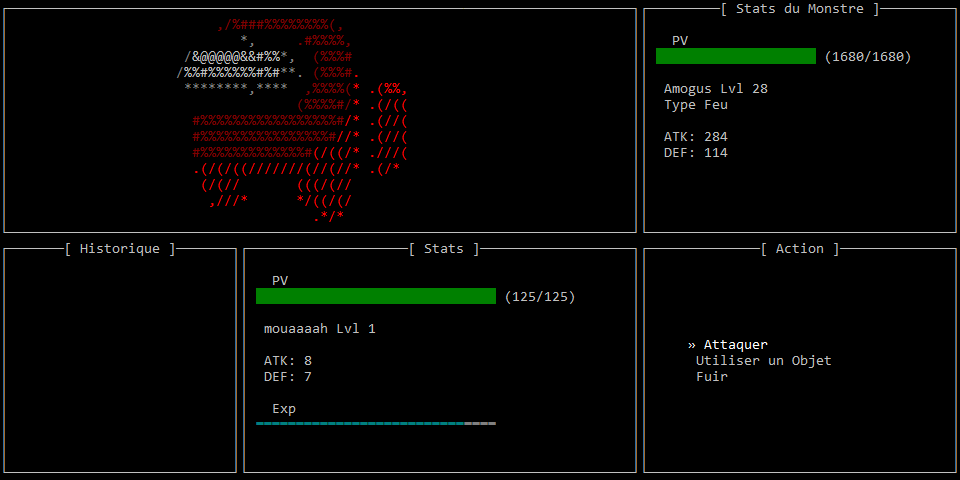 [ Stats du Monstre ]
PV
(1680/1680)
Amogus Lvl 28
Type Feu
ATK: 284
DEF: 114
[ Historique ]
[ Stats ]
PV
(125/125)
mouaaaah Lvl 1
ATK: 8
DEF: 7
Exp
[ Action ]
» Attaquer
Utiliser un Objet
Fuir